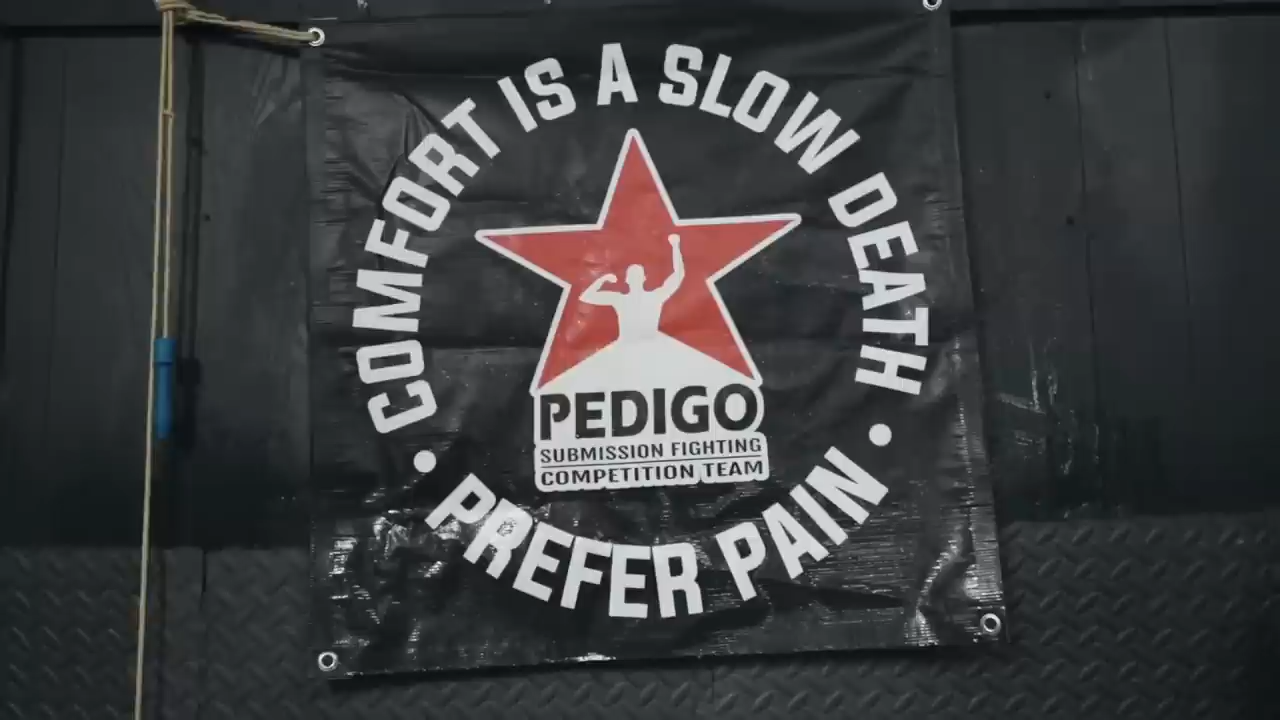 COMFORT IS A SLOW DEATH
PEDIGO
SUBMISSION FIGHTING
COMPETITION TEAM
• PREFER PAIN •